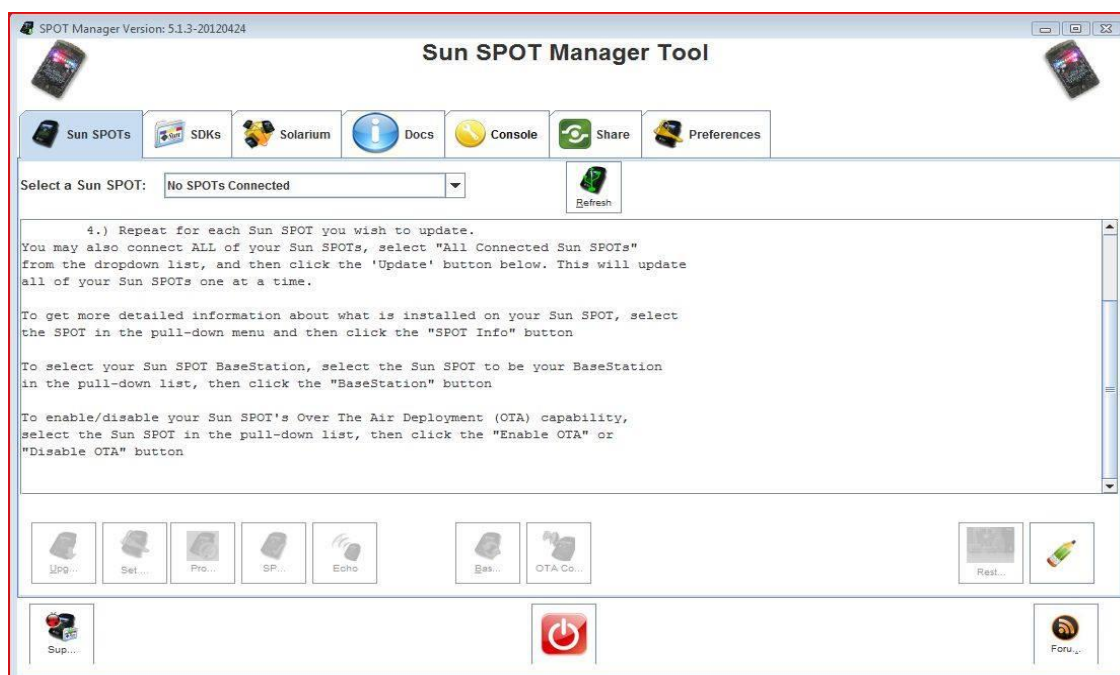 SPOT Manager Version: 5.1.3-20120424
Sun SPOT Manager Tool
Sun SPOTs
SDKs
Solarium
Docs
Console
Share
Preferences
Select a Sun SPOT:
No SPOTs Connected
Refresh
4.) Repeat for each Sun SPOT you wish to update.
You may also connect ALL of your Sun SPOTs, select "All Connected Sun SPOTs"
from the dropdown list, and then click the 'Update' button below. This will update
all of your Sun SPOTs one at a time.
To get more detailed information about what is installed on your Sun SPOT, select
the SPOT in the pull-down menu and then click the "SPOT Info" button
To select your Sun SPOT BaseStation, select the Sun SPOT to be your BaseStation
in the pull-down list, then click the "BaseStation" button
To enable/disable your Sun SPOT's Over The Air Deployment (OTA) capability,
select the Sun SPOT in the pull-down list, then click the "Enable OTA" or
"Disable OTA" button
Upg...
Set ...
Pro...
SP...
Echo
Bas...
OTA Co...
Rest...
Sup...
Foru...